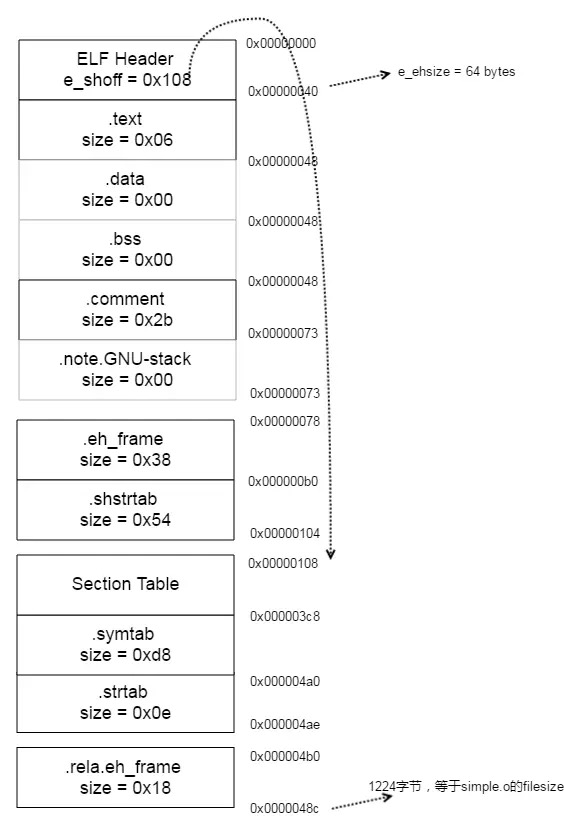 ELF Header
e_shoff = 0x108
0x00000000
0x00000040
e_ehsize = 64 bytes
.text
size = 0x06
0x00000048
.data
size = 0x00
0x00000048
.bss
size = 0x00
0x00000048
.comment
size = 0x2b
0x00000073
.note.GNU-stack
size = 0x00
0x00000073
0x00000078
.eh_frame
size = 0x38
0x000000b0
.shstrtab
size = 0x54
0x00000104
0x00000108
Section Table
0x000003c8
.symtab
size = 0xd8
0x000004a0
.strtab
size = 0x0e
0x000004ae
0x000004b0
.rela.eh_frame
size = 0x18
0x0000048c
1224字节，等于simple.o的filesize